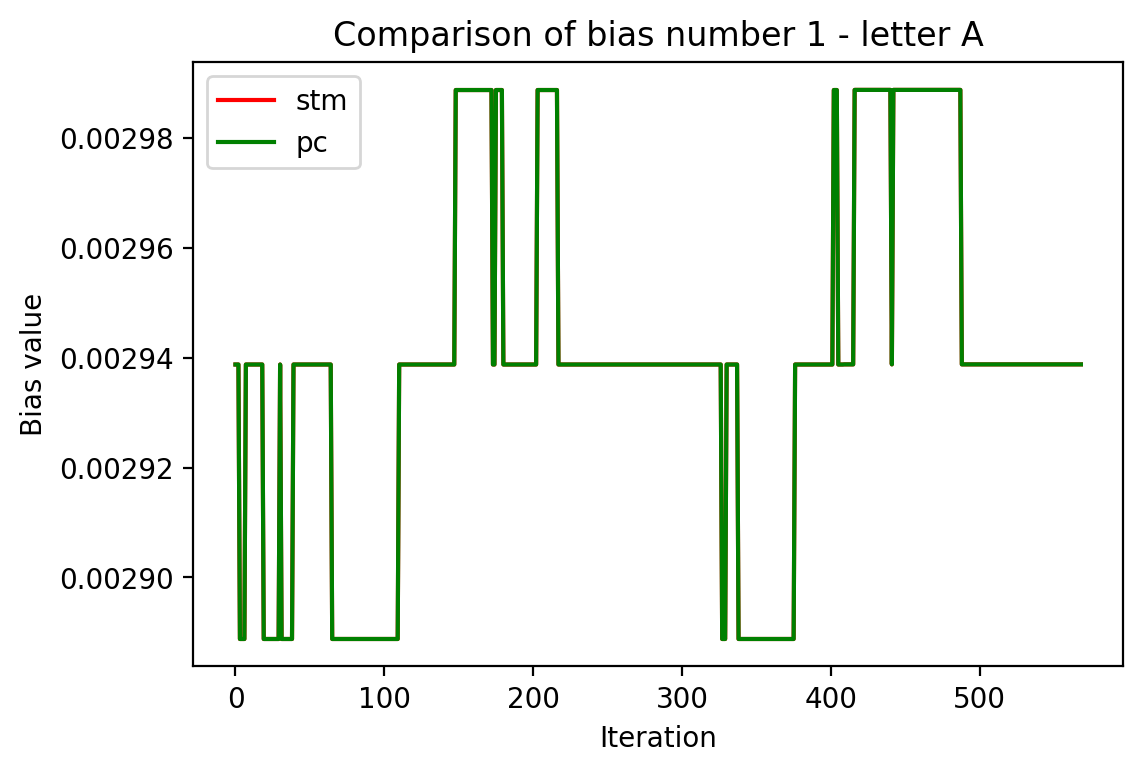 Comparison of bias number 1 - letter A
stm
pc
0.00298
0.00296
0.00294
0.00292
0.00290
Bias value
0 100 200 300 400 500
Iteration